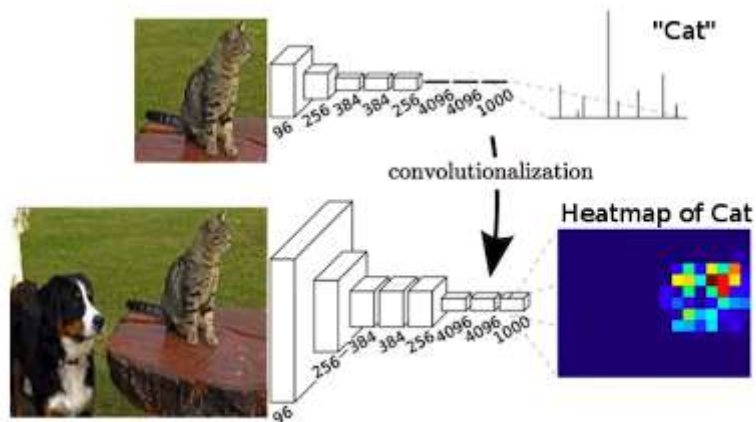 "Cat"
96 256 384 384 256 4096 4096 1000
convolutionalization
Heatmap of Cat
96 256 384 384 256 4096 4096 1000